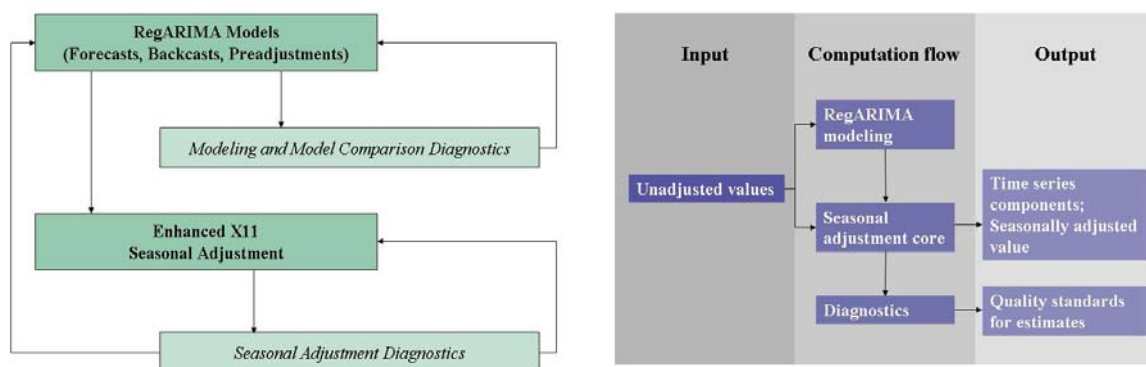 RegARIMA Models
(Forecasts, Backcasts, Preadjustments)
Modeling and Model Comparison Diagnostics
Enhanced X11
Seasonal Adjustment
Seasonal Adjustment Diagnostics
Input
Computation flow
Output
RegARIMA
modeling
Unadjusted values
Seasonal
adjustment core
Time series
components;
Seasonally adjusted
value
Diagnostics
Quality standards
for estimates